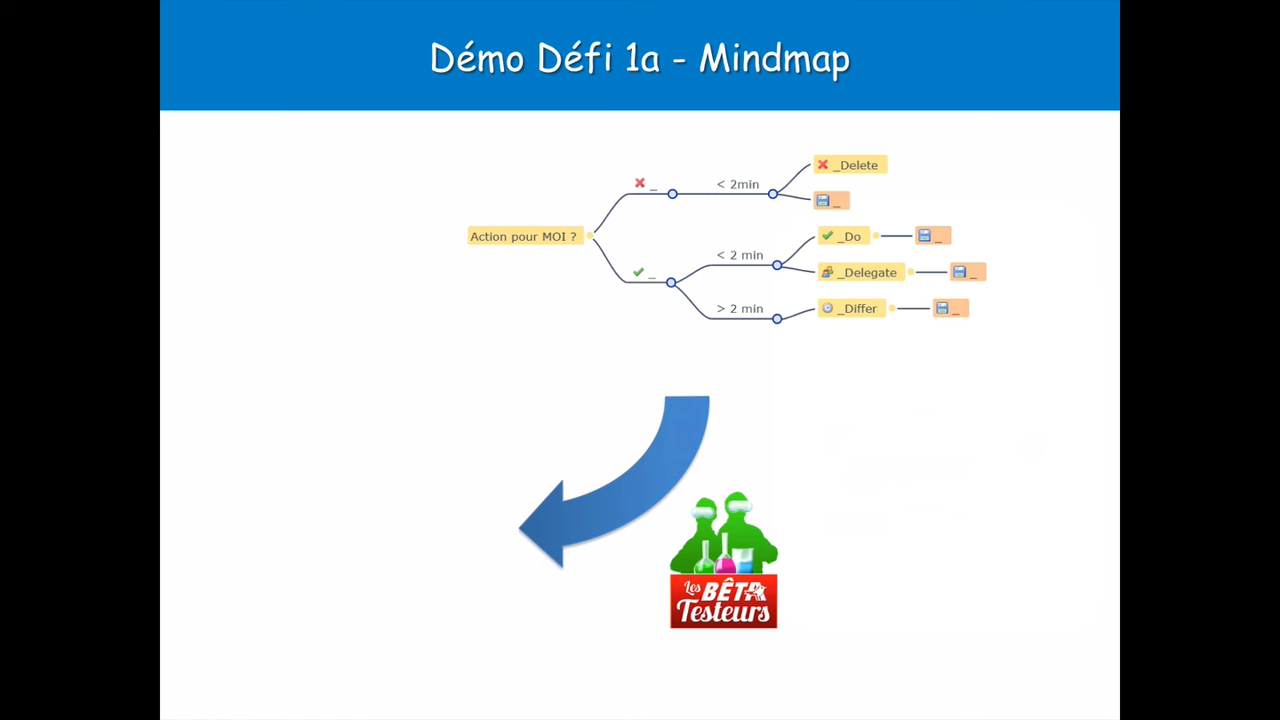 Démo Défi 1a - Mindmap
_Delete
_ < 2min
_
Action pour MOI ?
_Do _
< 2 min
_ _Delegate _
> 2 min _Differ _
Les BÊTA
Testeurs